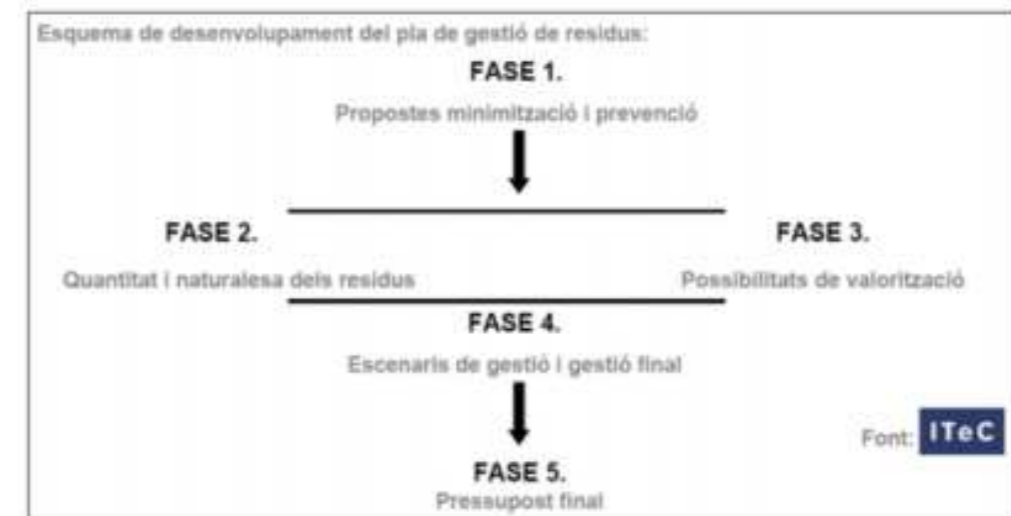 Esquema de desenvolupament del pla de gestió de residus:
FASE 1.
Propostes minimització i prevenció
FASE 2.
FASE 3.
Quantitat i naturalesa dels residus
Possibilitats de valorització
FASE 4.
Escenaris de gestió i gestió final
Font: ITeC
FASE 5.
Pressupost final